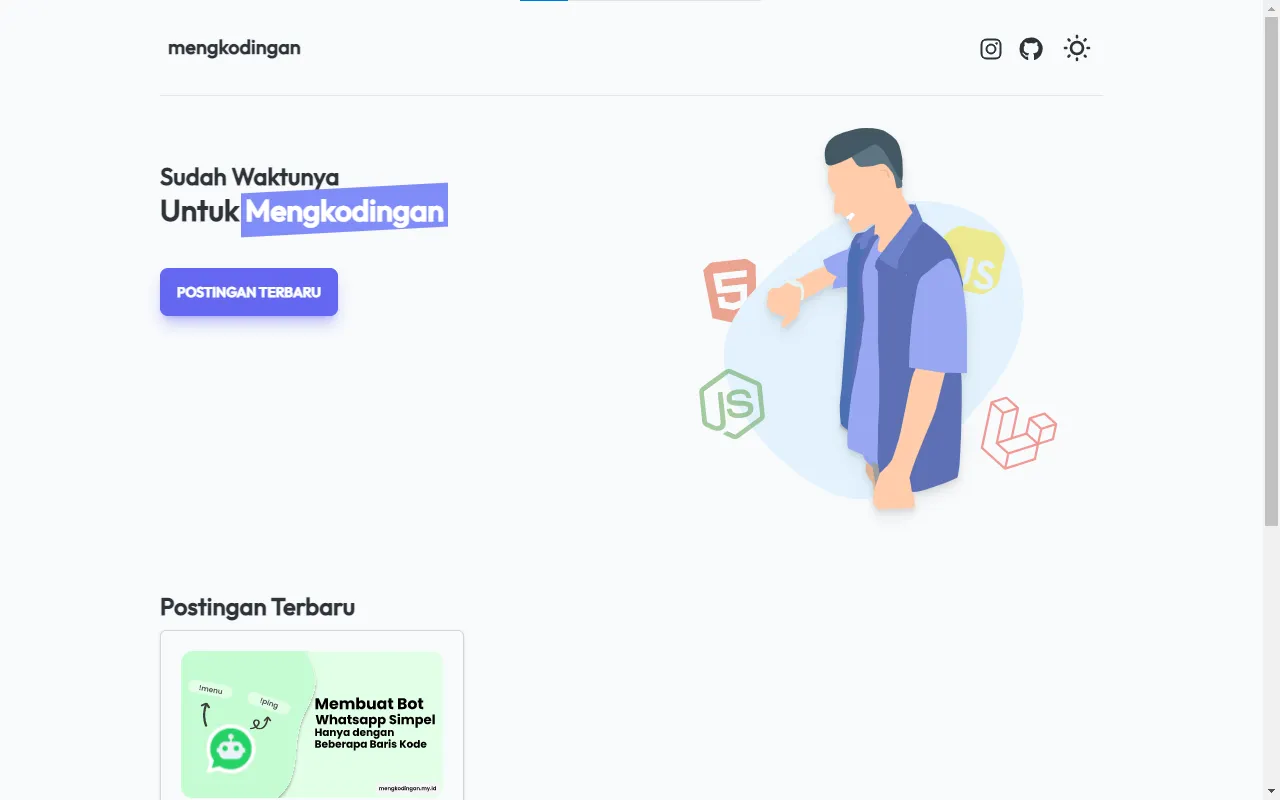 mengkodingan
Sudah Waktunya
Untuk Mengkodingan
POSTINGAN TERBARU
5
JS
JS
Postingan Terbaru
!menu
!ping
Membuat Bot
Whatsapp Simpel
Hanya dengan
Beberapa Baris Kode
mengkodingan.my.id